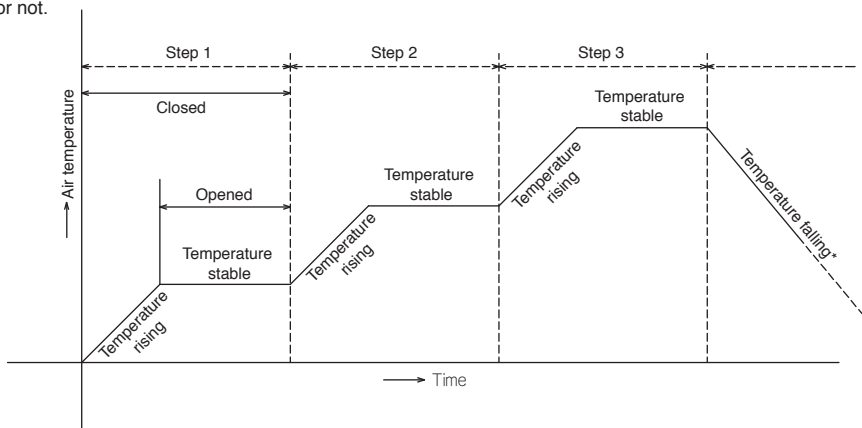 or not.
Step 1
Step 2
Step 3
Closed
Temperature
stable
Air temperature
Temperature
stable
Temperature
rising
Opened
Temperature
stable
Temperature
rising
Temperature
rising
Temperature falling*
Time